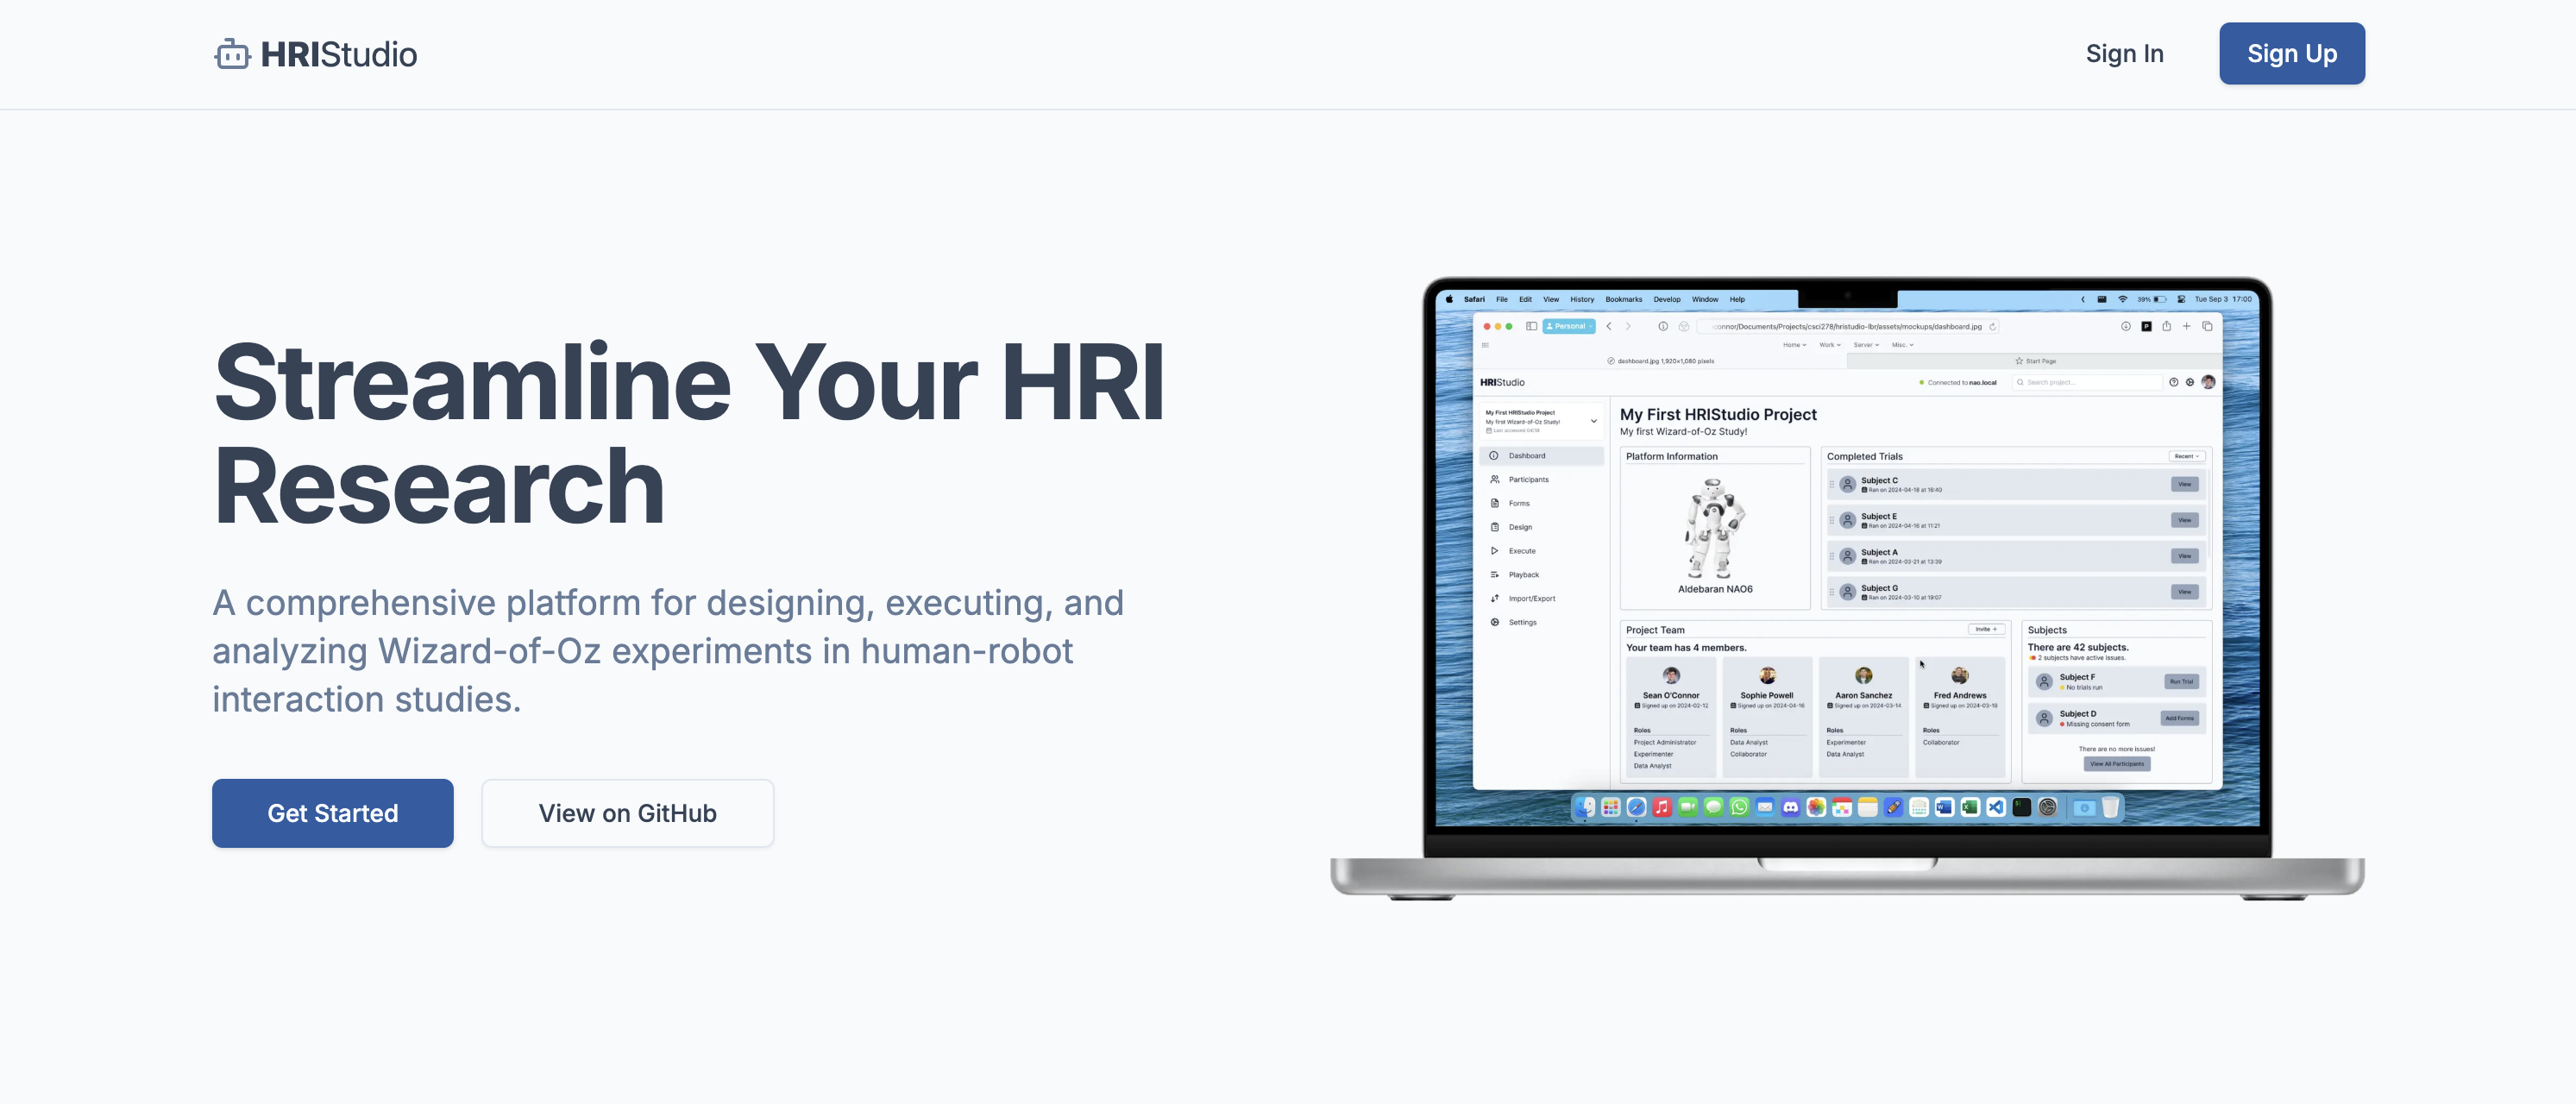 HRIStudio
Sign In
Sign Up
Streamline Your HRI
Research
A comprehensive platform for designing, executing, and
analyzing Wizard-of-Oz experiments in human-robot
interaction studies.
Get Started
View on GitHub
Safari File Edit View History Bookmarks Develop Window Help
39%
Tue Sep 3 17:00
Personal
connor/Documents/Projects/csci278/hristudio-lbr/assets/mockups/dashboard.jpg
Home Work Server Misc.
dashboard.jpg 1,920×1,080 pixels
Start Page
HRIStudio
Connected to nao.local
Search project...
My First HRIStudio Project
My first Wizard-of-Oz Study!
Last accessed
Dashboard
Participants
Forms
Design
Execute
Playback
Import/Export
Settings
My First HRIStudio Project
My first Wizard-of-Oz Study!
Platform Information
Aldebaran NAO6
Completed Trials
Recent
Subject C
Ran on 2024-04-18 at 16:40
View
Subject E
Ran on 2024-04-16 at 11:21
View
Subject A
Ran on 2024-03-21 at 13:39
View
Subject G
Ran on 2024-03-10 at 19:07
View
Project Team
Invite +
Your team has 4 members.
Sean O'Connor
Signed up on 2024-02-12
Roles
Project Administrator
Experimenter
Data Analyst
Sophie Powell
Signed up on 2024-04-16
Roles
Data Analyst
Collaborator
Aaron Sanchez
Signed up on 2024-03-14
Roles
Experimenter
Data Analyst
Fred Andrews
Signed up on 2024-03-18
Roles
Collaborator
Subjects
There are 42 subjects.
2 subjects have active issues.
Subject F
No trials run
Run Trial
Subject D
Missing consent form
Add Forms
There are no more issues!
View All Participants